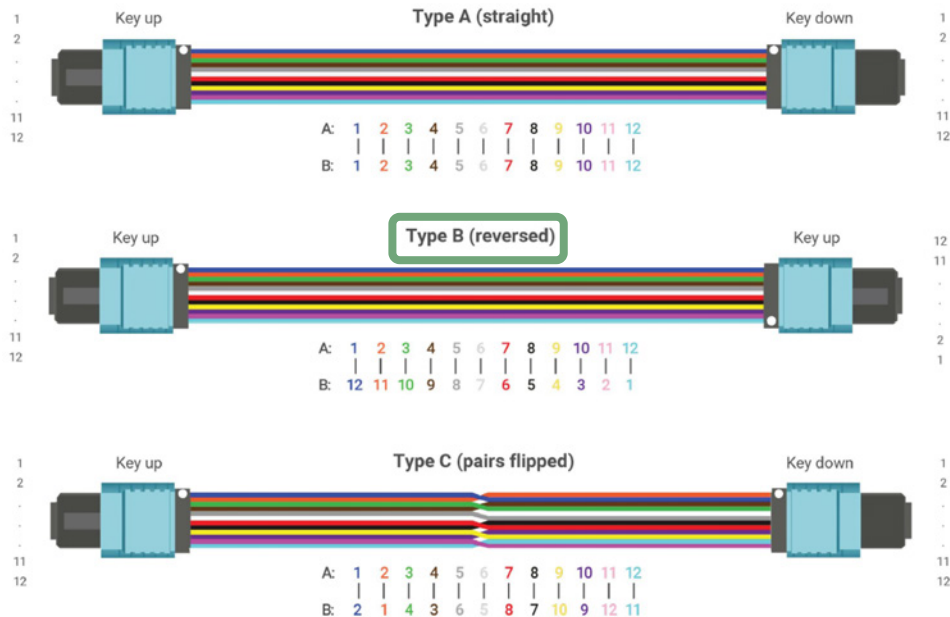 Type A (straight)
1 Key up Key down 1
2 2
. .
. .
11 11
12 12
A: 1 2 3 4 5 6 7 8 9 10 11 12
B: 1 2 3 4 5 6 7 8 9 10 11 12
Type B (reversed)
1 Key up Key up 12
2 11
. .
. .
11 2
12 1
A: 1 2 3 4 5 6 7 8 9 10 11 12
B: 12 11 10 9 8 7 6 5 4 3 2 1
Type C (pairs flipped)
1 Key up Key down 1
2 2
. .
. .
11 11
12 12
A: 1 2 3 4 5 6 7 8 9 10 11 12
B: 2 1 4 3 6 5 8 7 10 9 12 11